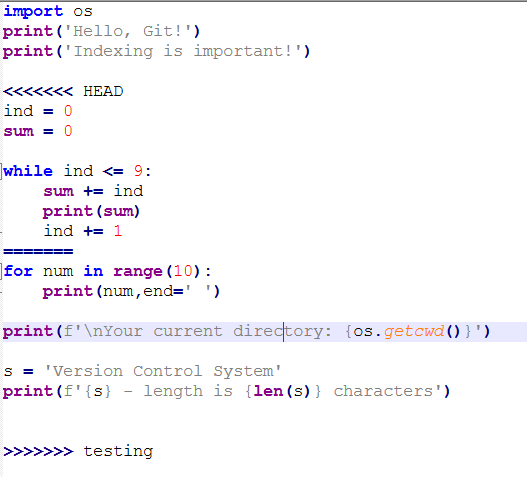 import os
print('Hello, Git!')
print('Indexing is important!')

<<<<<<< HEAD
ind = 0
sum = 0

while ind <= 9:
    sum += ind
    print(sum)
    ind += 1
=======
for num in range(10):
    print(num,end=' ')

print(f'\nYour current directory: {os.getcwd()}')

s = 'Version Control System'
print(f'{s} - length is {len(s)} characters')


>>>>>>> testing